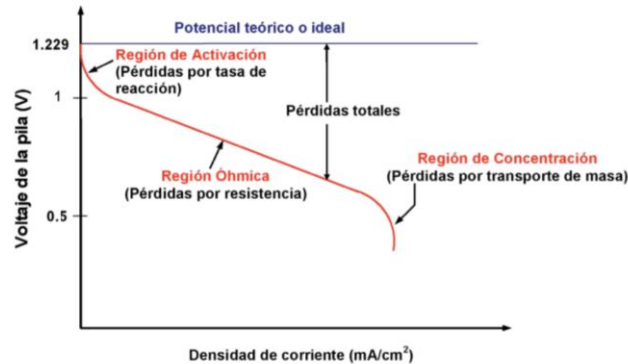 Potencial teórico o ideal
1.229
Región de Activación
(Pérdidas por tasa de
reacción)
1
Pérdidas totales
Región de Concentración
(Pérdidas por transporte de masa)
Región Óhmica
(Pérdidas por resistencia)
0.5
Voltaje de la pila (V)
Densidad de corriente (mA/cm²)